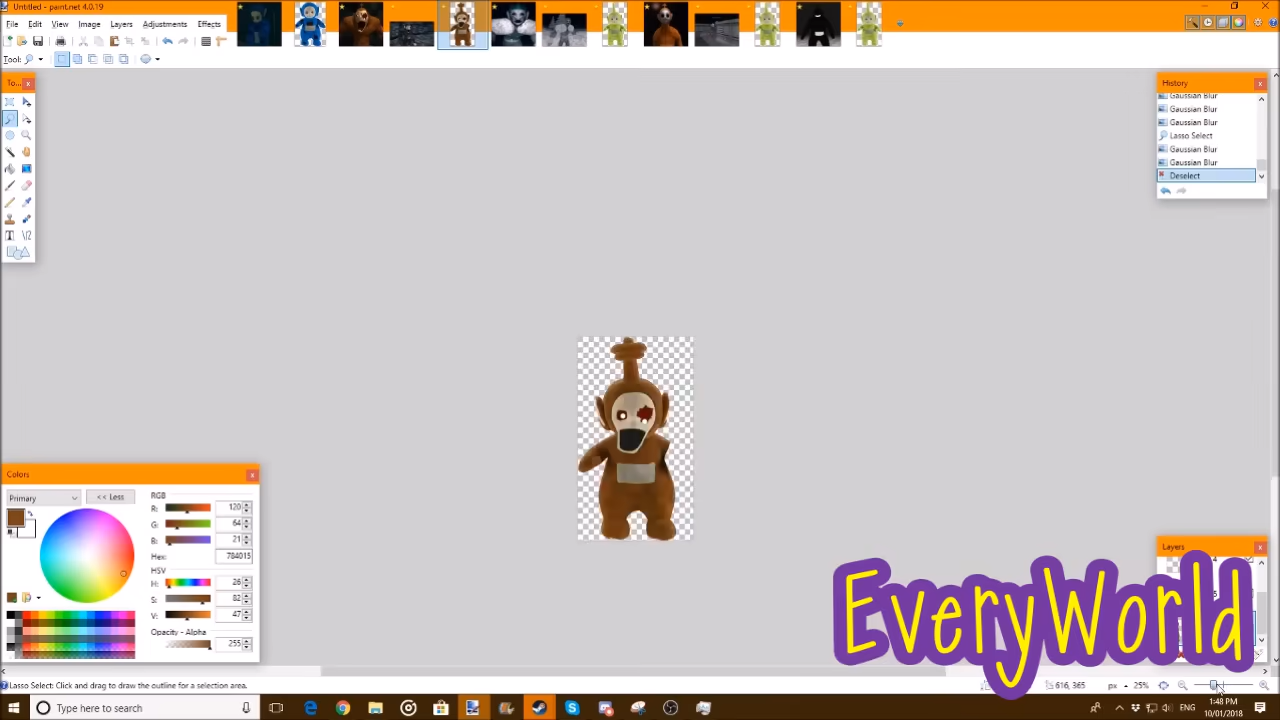 Untitled - paint.net 4.0.19
File Edit View Image Layers Adjustments Effects
Tool:
To...
History
Gaussian Blur
Gaussian Blur
Gaussian Blur
Lasso Select
Gaussian Blur
Gaussian Blur
Deselect
Colors
Primary
<< Less
RGB
R: 120
G: 64
B: 21
Hex: 784015
HSV
H: 26
S: 82
V: 47
Opacity - Alpha
255
Layers
EveryWorld
Lasso Select: Click and drag to draw the outline for a selection area.
616, 365
px
25%
Type here to search
ENG
1:48 PM
10/01/2018